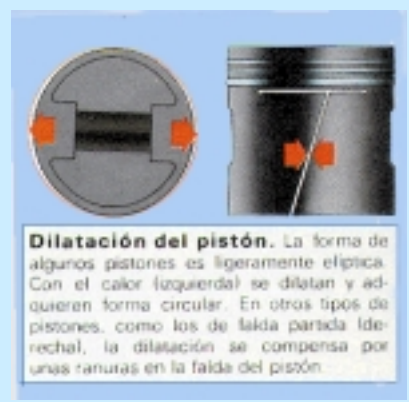 Dilatación del pistón. La forma de
algunos pistones es ligeramente elíptica.
Con el calor (izquierda) se dilatan y ad-
quieren forma circular. En otros tipos de
pistones, como los de falda partida (de-
recha), la dilatación se compensa por
unas ranuras en la falda del pistón.